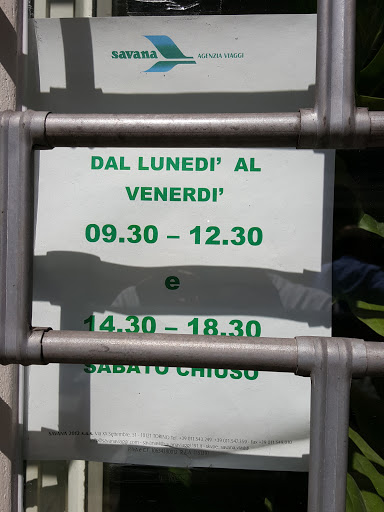 savana AGENZIA VIAGGI
DAL LUNEDI’ AL
VENERDI’
09.30 – 12.30
e
14.30 – 18.30
SABATO CHIUSO